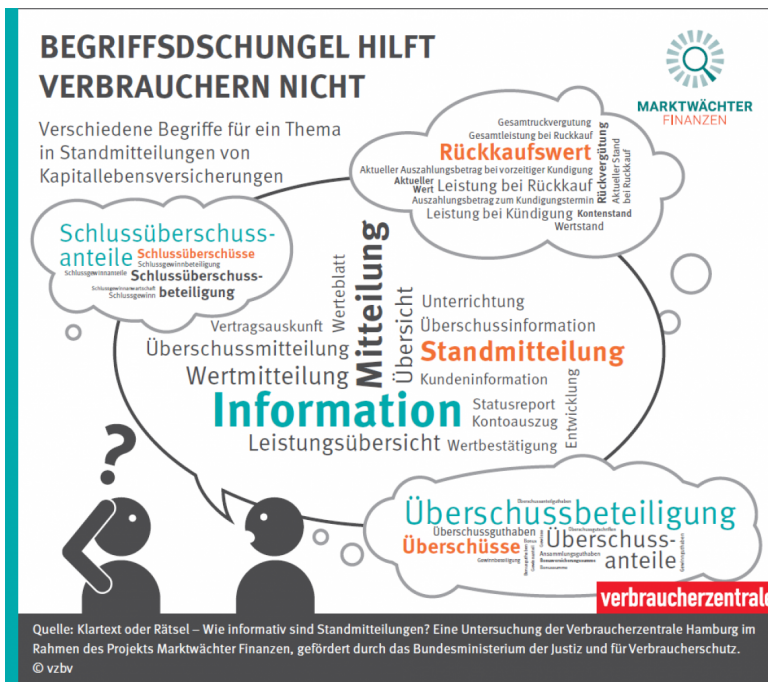 BEGRIFFSDSCHUNGEL HILFT
VERBRAUCHERN NICHT
Verschiedene Begriffe für ein Thema
in Standmitteilungen von
Kapitallebensversicherungen
MARKTWÄCHTER
FINANZEN
Gesamtruckvergutung
Gesamtleistung bei Ruckkauf
Rückkaufswert
Aktueller Auszahlungsbetrag bei vorzeitiger Kundigung
Aktueller
Wert
Leistung bei Rückkauf
Auszahlungsbetrag zum Kundigungstermin
Leistung bei Kündigung
Kontenstand
Wertstand
Rückvergütung
Aktueller Stand
bei Ruckkauf
Schlussüberschuss-
anteile
Schlussüberschüsse
Schlussgewinnbeteiligung
Schlussgewinnanteile
Schlussüberschuss-
beteiligung
Schlussgewinnanwartschaft
Schlussgewinn
Werteblatt
Mitteilung
Übersicht
Vertragsauskunft
Überschussmitteilung
Wertmitteilung
Unterrichtung
Überschussinformation
Standmitteilung
Kundeninformation
Information
Statusreport
Kontoauszug
Entwicklung
Leistungsübersicht
Wertbestätigung
?
Überschussbeteiligung
Überschussguthaben
Überschüsse
Gewinnbeteiligung
Überschuss-
anteile
Ansammlungsguthaben
verbraucherzentrale
Quelle: Klartext oder Rätsel – Wie informativ sind Standmitteilungen? Eine Untersuchung der Verbraucherzentrale Hamburg im
Rahmen des Projekts Marktwächter Finanzen, gefördert durch das Bundesministerium der Justiz und für Verbraucherschutz.
© vzbv